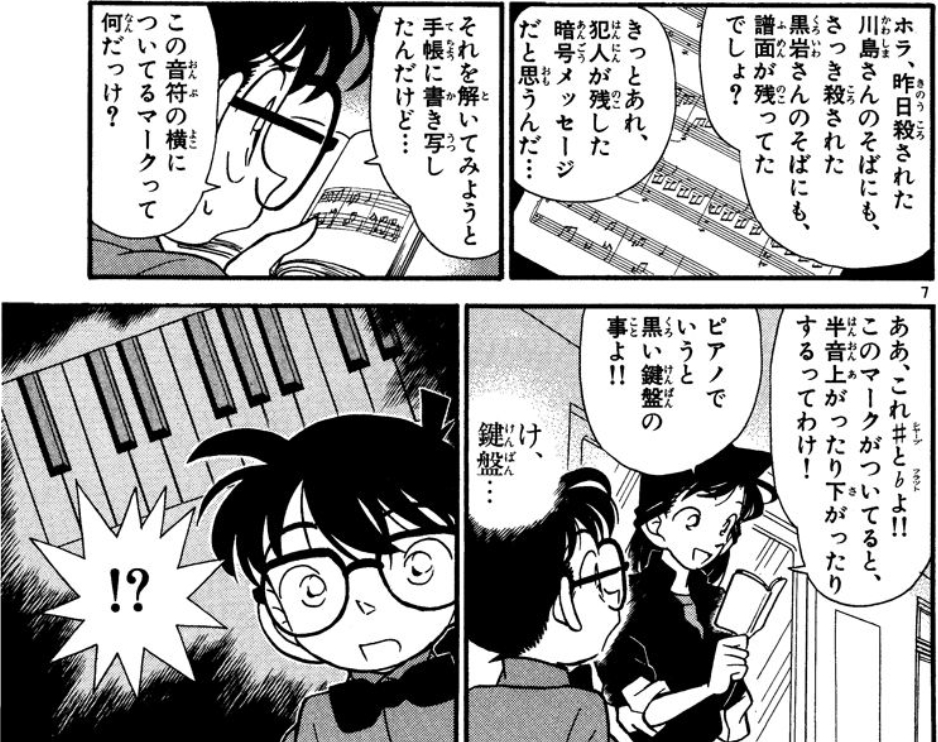 ホラ、昨日殺された
川島さんのそばにも、
さっき殺された
黒岩さんのそばにも、
譜面が残ってた
でしょ？
きっとあれ、
犯人が残した
暗号メッセージ
だと思うんだ…
それを解いてみようと
手帳に書き写し
たんだけど…
この音符の横に
ついてるマークって
何だっけ？
7
ああ、これ♯と♭よ!!
このマークがついてると、
半音上がったり下がったり
するってわけ！
ピアノで
いうと
黒い鍵盤の
事よ!!
け、
鍵盤…
!?